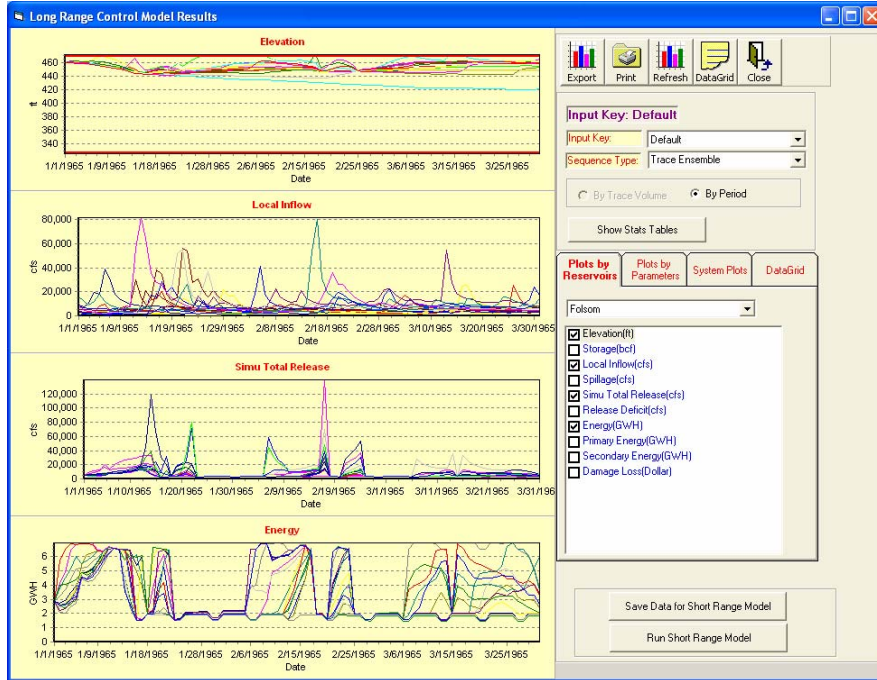 Long Range Control Model Results
Elevation
460
440
420
400
380
360
340
ft
1/1/1965 1/9/1965 1/18/1965 1/28/1965 2/6/1965 2/15/1965 2/25/1965 3/6/1965 3/15/1965 3/25/1965
Date
Local Inflow
80,000
60,000
40,000
20,000
0
cfs
1/1/1965 1/9/1965 1/19/1965 1/29/1965 2/8/1965 2/18/1965 2/28/1965 3/10/1965 3/20/1965 3/30/1965
Date
Simu Total Release
120,000
100,000
80,000
60,000
40,000
20,000
0
cfs
1/1/1965 1/10/1965 1/20/1965 1/30/1965 2/9/1965 2/19/1965 3/1/1965 3/11/1965 3/21/1965 3/31/1965
Date
Energy
6
5
4
3
2
1
0
GWH
1/1/1965 1/9/1965 1/18/1965 1/28/1965 2/6/1965 2/15/1965 2/25/1965 3/6/1965 3/15/1965 3/25/1965
Date
Export Print Refresh DataGrid Close
Input Key: Default
Input Key: Default
Sequence Type: Trace Ensemble
By Trace Volume By Period
Show Stats Tables
Plots by Reservoirs
Plots by Parameters
System Plots
DataGrid
Folsom
Elevation(ft)
Storage(bcf)
Local Inflow(cfs)
Spillage(cfs)
Simu Total Release(cfs)
Release Deficit(cfs)
Energy(GWH)
Primary Energy(GWH)
Secondary Energy(GWH)
Damage Loss(Dollar)
Save Data for Short Range Model
Run Short Range Model